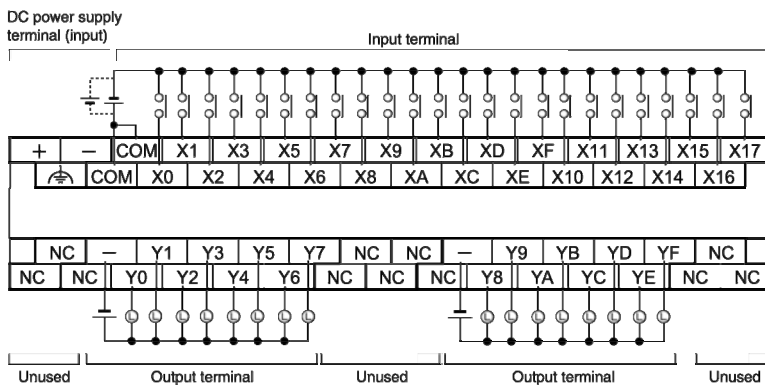 DC power supply
terminal (input)
Input terminal
+ − COM X1 X3 X5 X7 X9 XB XD XF X11 X13 X15 X17
COM X0 X2 X4 X6 X8 XA XC XE X10 X12 X14 X16
NC − Y1 Y3 Y5 Y7 NC NC − Y9 YB YD YF NC
NC NC Y0 Y2 Y4 Y6 NC NC NC Y8 YA YC YE NC NC
L L L L L L L L L L L L L L L L
Unused Output terminal Unused Output terminal Unused